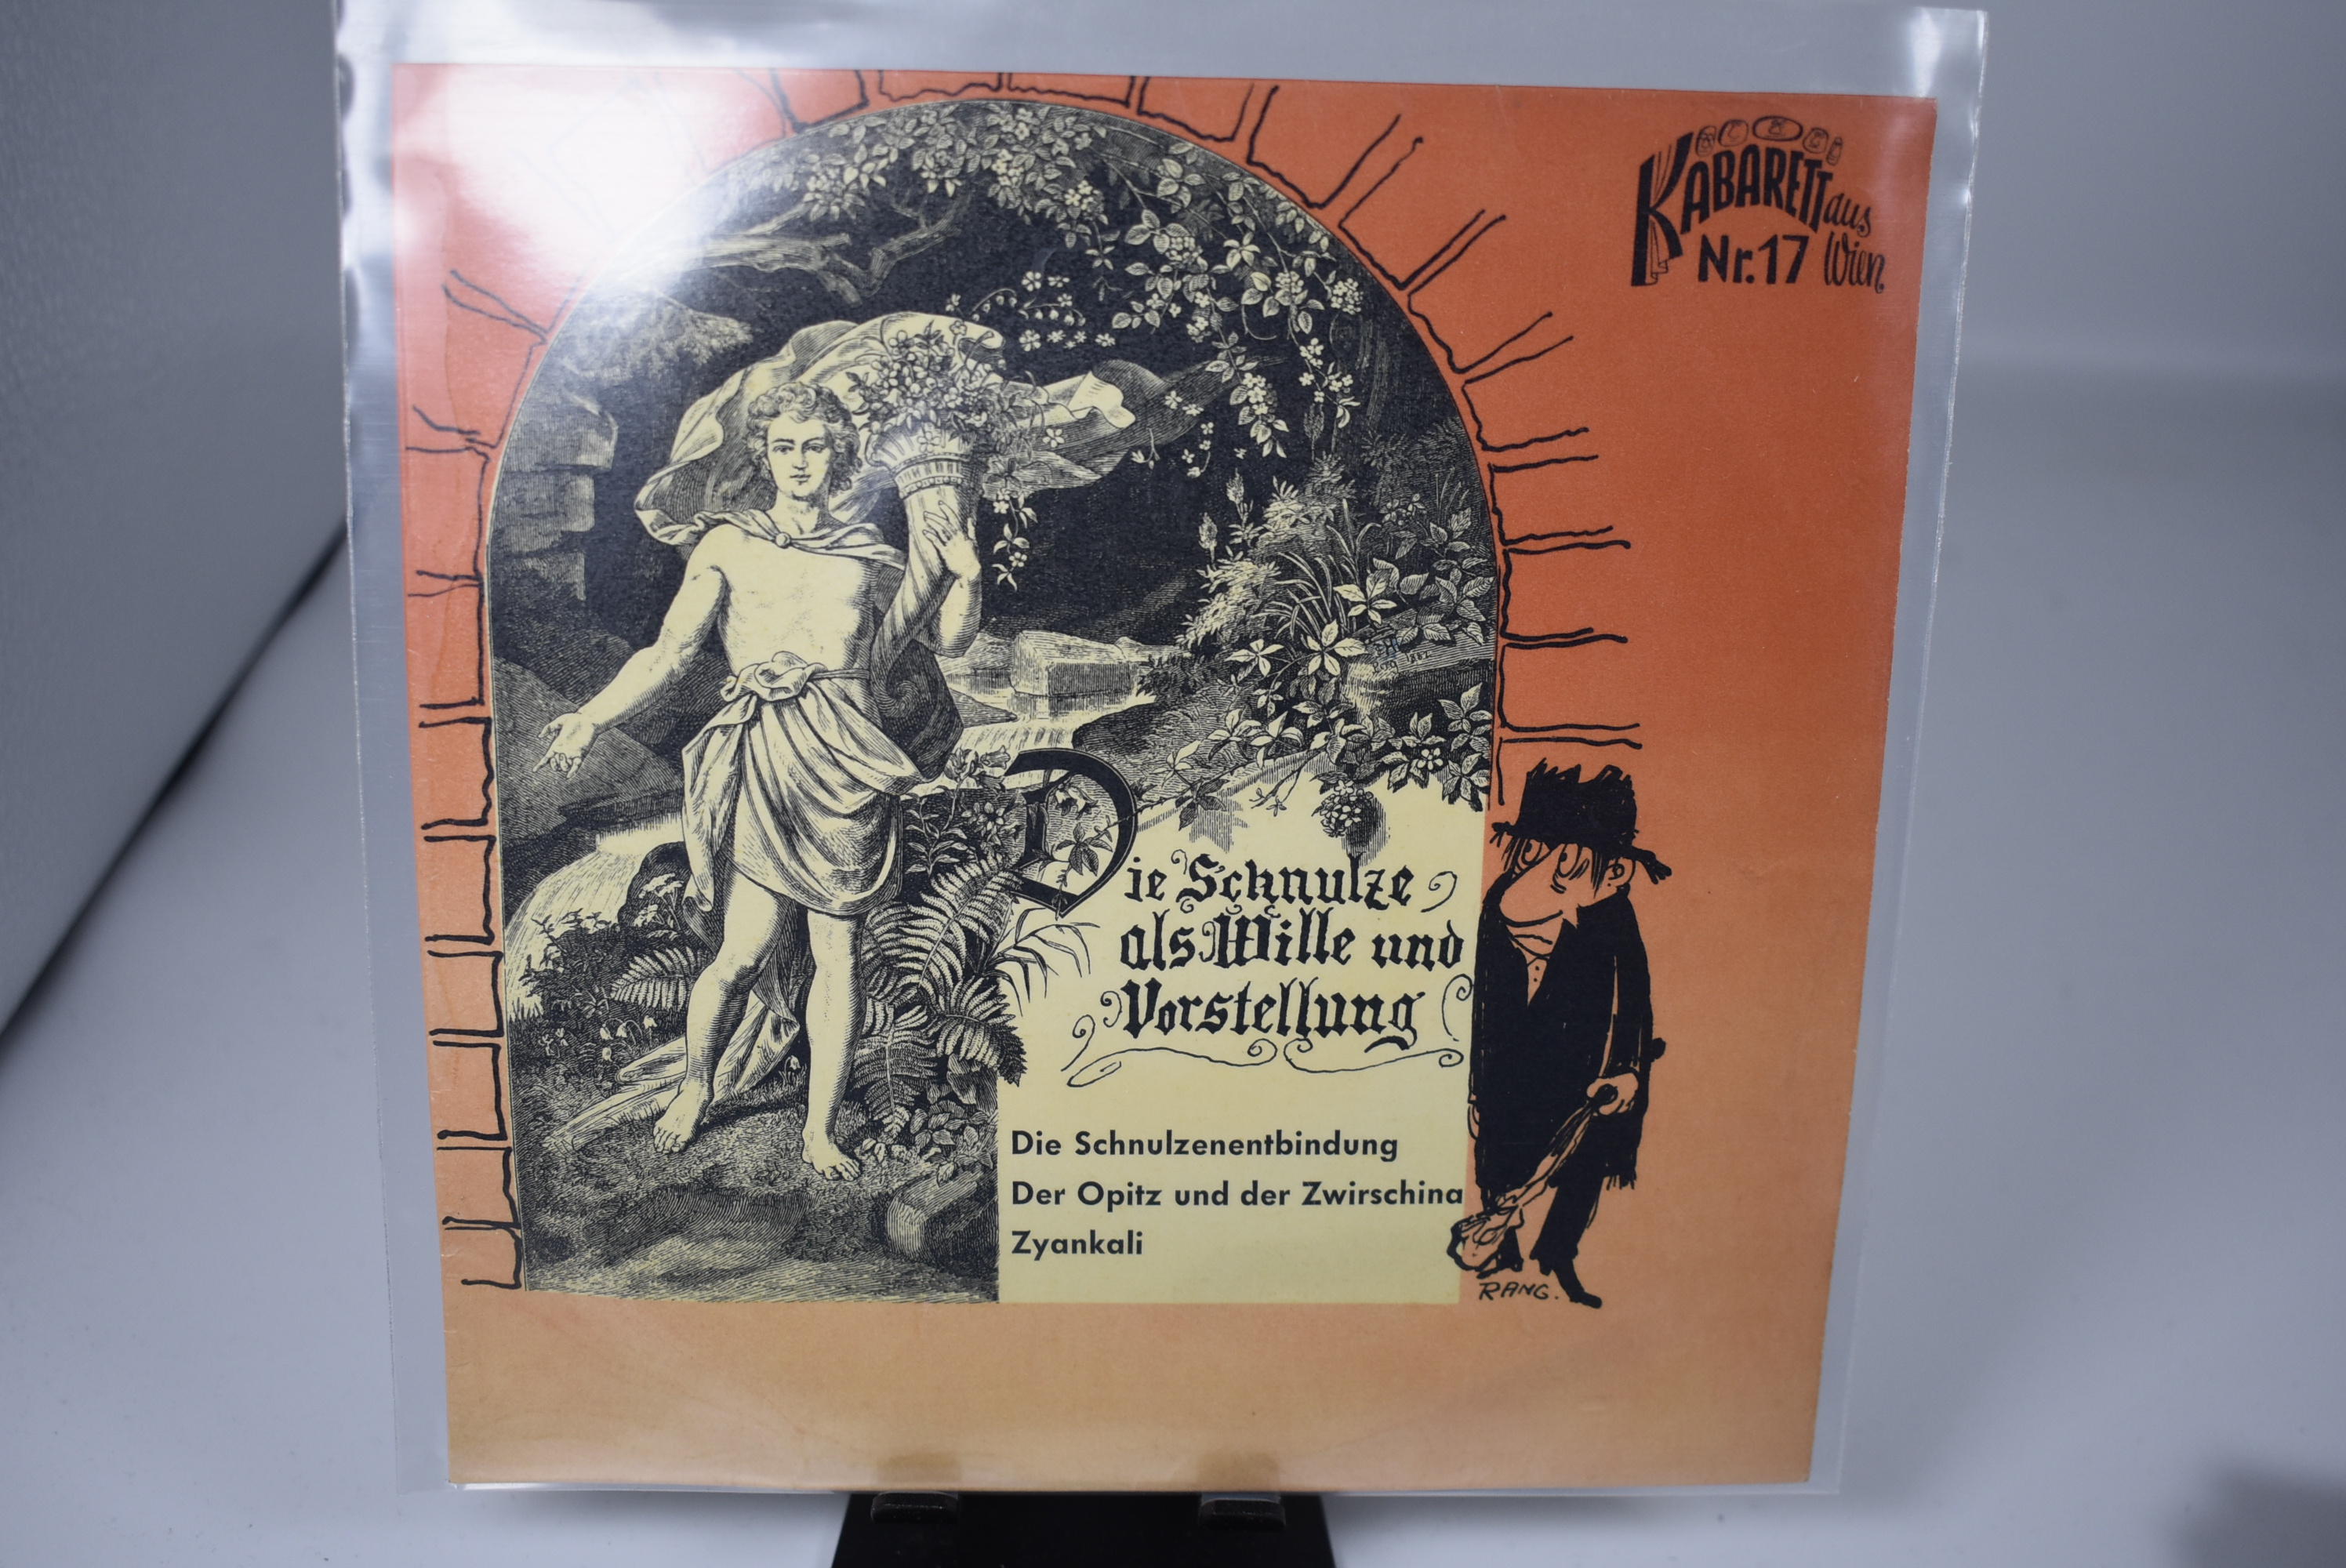 KABARETT aus
Nr. 17 Wien
Die Schnulze
als Wille und
Vorstellung
Die Schnulzenentbindung
Der Opitz und der Zwirschina
Zyankali
RANG.